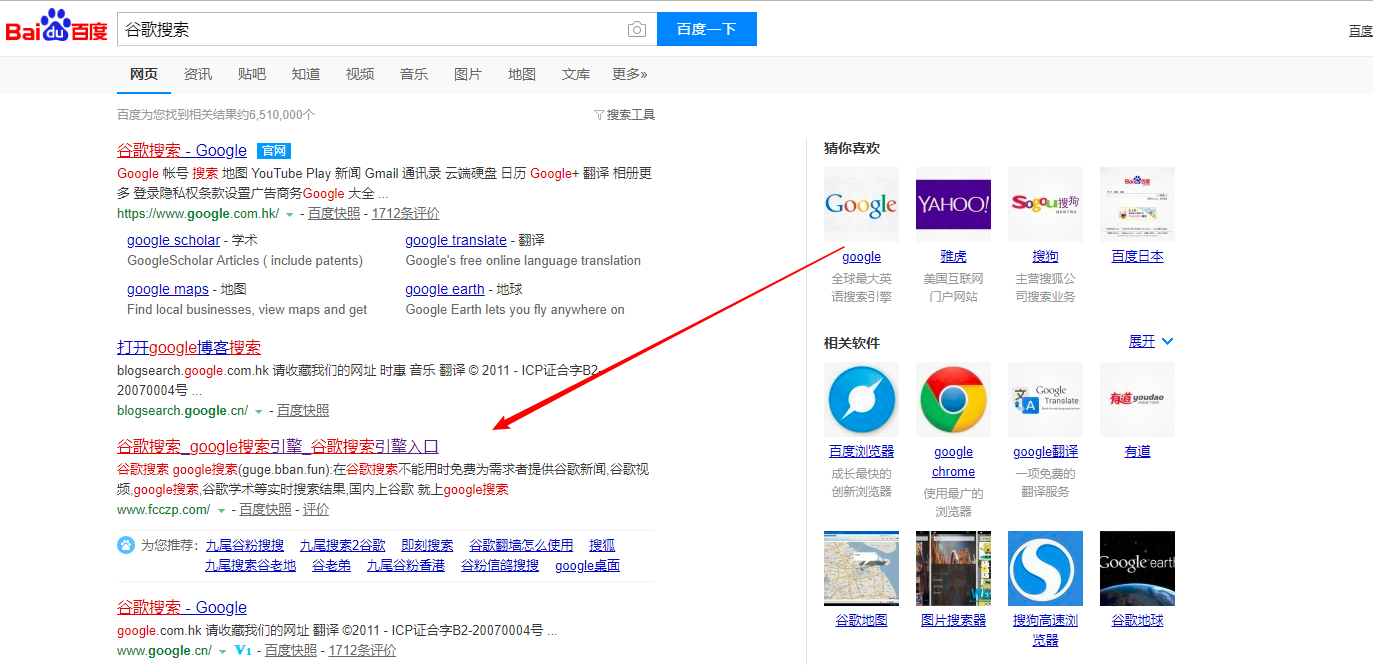 Baidu百度 谷歌搜索 百度一下 百度
网页 资讯 贴吧 知道 视频 音乐 图片 地图 文库 更多»
百度为您找到相关结果约6,510,000个 搜索工具
谷歌搜索 - Google 官网
Google 帐号 搜索 地图 YouTube Play 新闻 Gmail 通讯录 云端硬盘 日历 Google+ 翻译 相册更
多 登录隐私权条款设置广告商务Google 大全 ...
https://www.google.com.hk/ - 百度快照 - 1712条评价
google scholar - 学术 google translate - 翻译
GoogleScholar Articles ( include patents) Google's free online language translation
google maps - 地图 google earth - 地球
Find local businesses, view maps and get Google Earth lets you fly anywhere on
打开google博客搜索
blogsearch.google.com.hk 请收藏我们的网址 时事 音乐 翻译 © 2011 - ICP证合字B2-
20070004号 ...
blogsearch.google.cn/ - 百度快照
谷歌搜索_google搜索引擎_谷歌搜索引擎入口
谷歌搜索 google搜索(guge.bban.fun):在谷歌搜索不能用时免费为需求者提供谷歌新闻,谷歌视
频,google搜索,谷歌学术等实时搜索结果,国内上谷歌 就上google搜索
www.fcczp.com/ - 百度快照 - 评价
为您推荐: 九尾谷粉搜搜 九尾搜索2谷歌 即刻搜索 谷歌翻墙怎么使用 搜狐
九尾搜索谷老地 谷老弟 九尾谷粉香港 谷粉信鸽搜搜 google桌面
谷歌搜索 - Google
google.com.hk 请收藏我们的网址 翻译 ©2011 - ICP证合字B2-20070004号 ...
www.google.cn/ V1 - 百度快照 - 1712条评价
猜你喜欢
Google YAHOO! Sogou搜狗 Baidu百度
google 雅虎 搜狗 百度日本
全球最大英 美国互联网 主营搜狐公
语搜索引擎 门户网站 司搜索业务
相关软件 展开
文 A Google Translate 有道 youdao
百度浏览器 google google翻译 有道
chrome
成长最快的 一项免费的
创新浏览器 使用最广的 翻译服务
浏览器
Google earth
谷歌地图 图片搜索器 搜狗高速浏 谷歌地球
览器